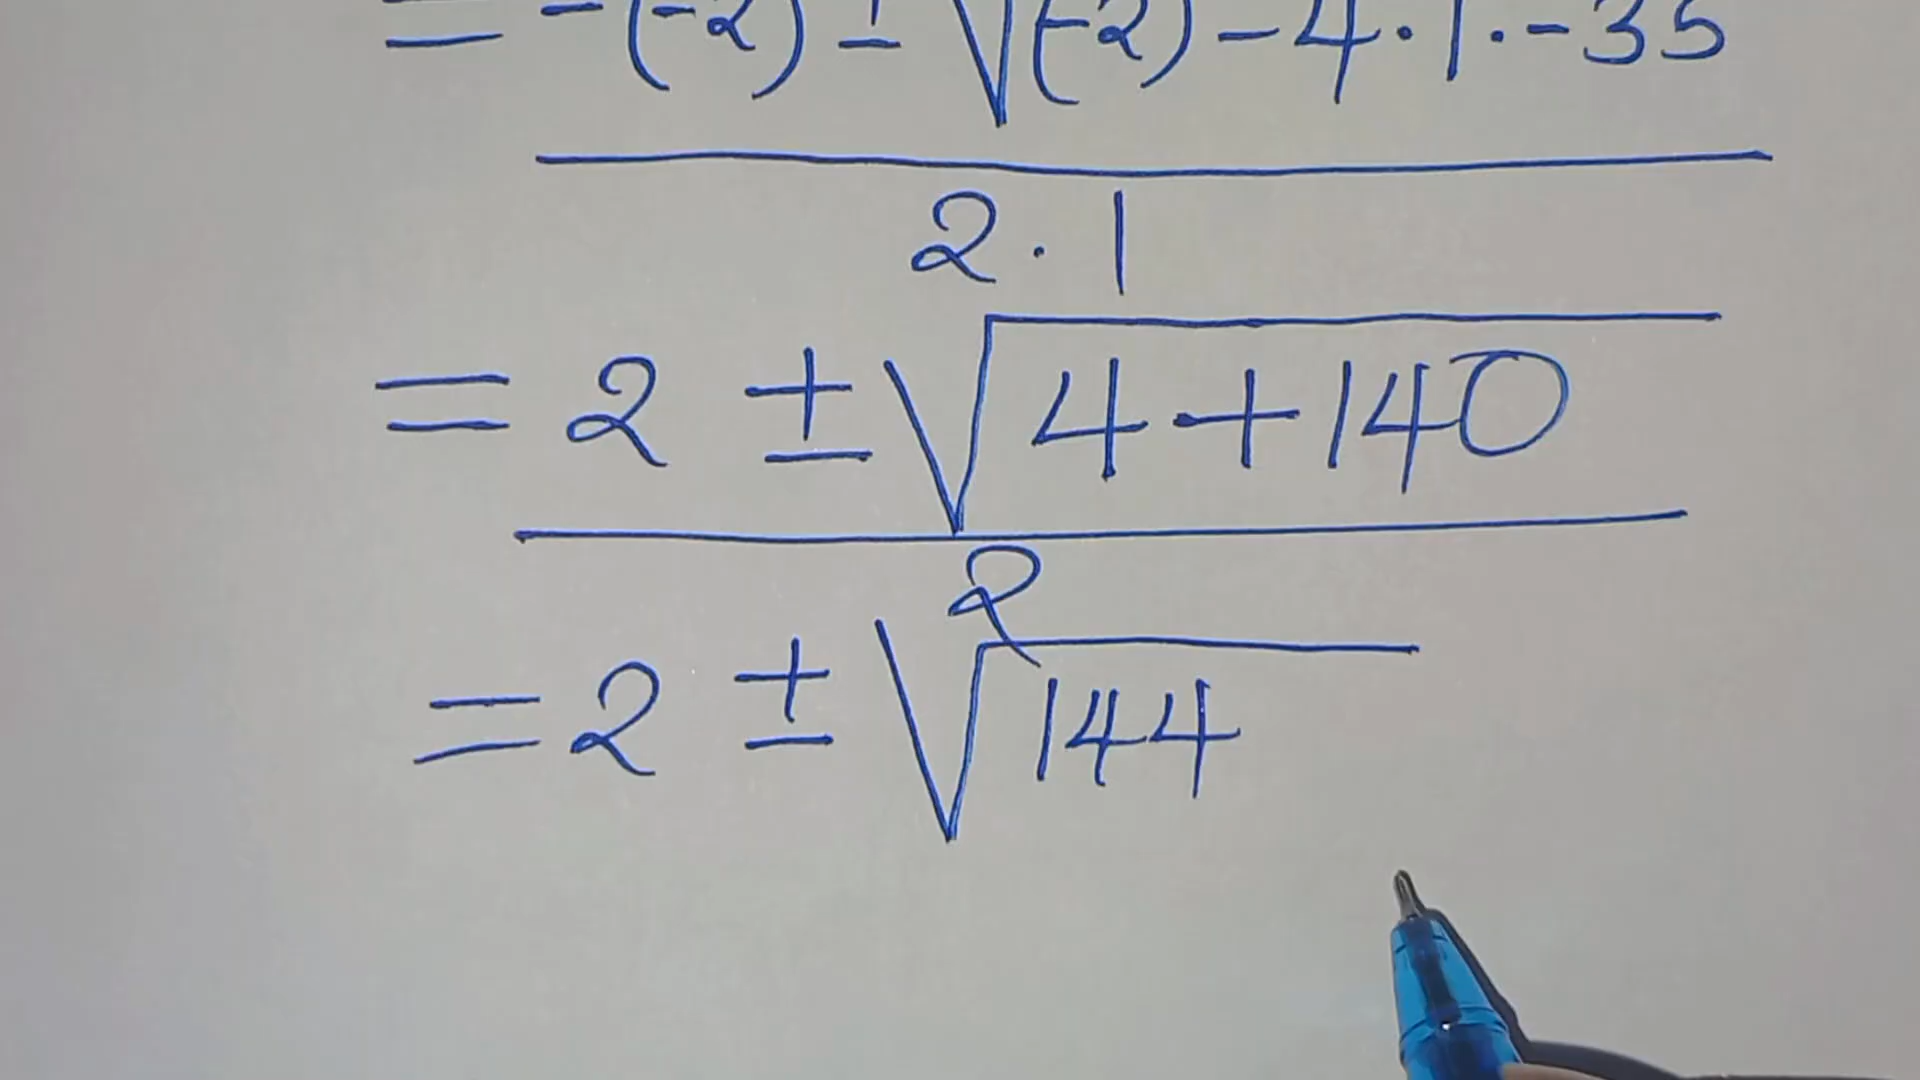 = -(-2) ± √(-2) - 4 · 1 · -35
2 · 1
= 2 ± √4 + 140
2
= 2 ± √144